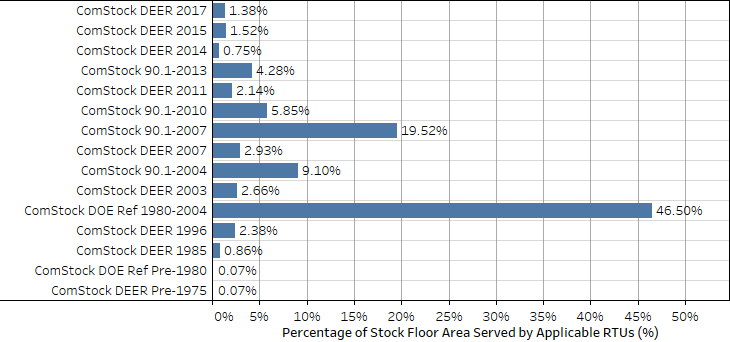 ComStock DEER 2017 1.38%
ComStock DEER 2015 1.52%
ComStock DEER 2014 0.75%
ComStock 90.1-2013 4.28%
ComStock DEER 2011 2.14%
ComStock 90.1-2010 5.85%
ComStock 90.1-2007 19.52%
ComStock DEER 2007 2.93%
ComStock 90.1-2004 9.10%
ComStock DEER 2003 2.66%
ComStock DOE Ref 1980-2004 46.50%
ComStock DEER 1996 2.38%
ComStock DEER 1985 0.86%
ComStock DOE Ref Pre-1980 0.07%
ComStock DEER Pre-1975 0.07%
0% 5% 10% 15% 20% 25% 30% 35% 40% 45% 50%
Percentage of Stock Floor Area Served by Applicable RTUs (%)